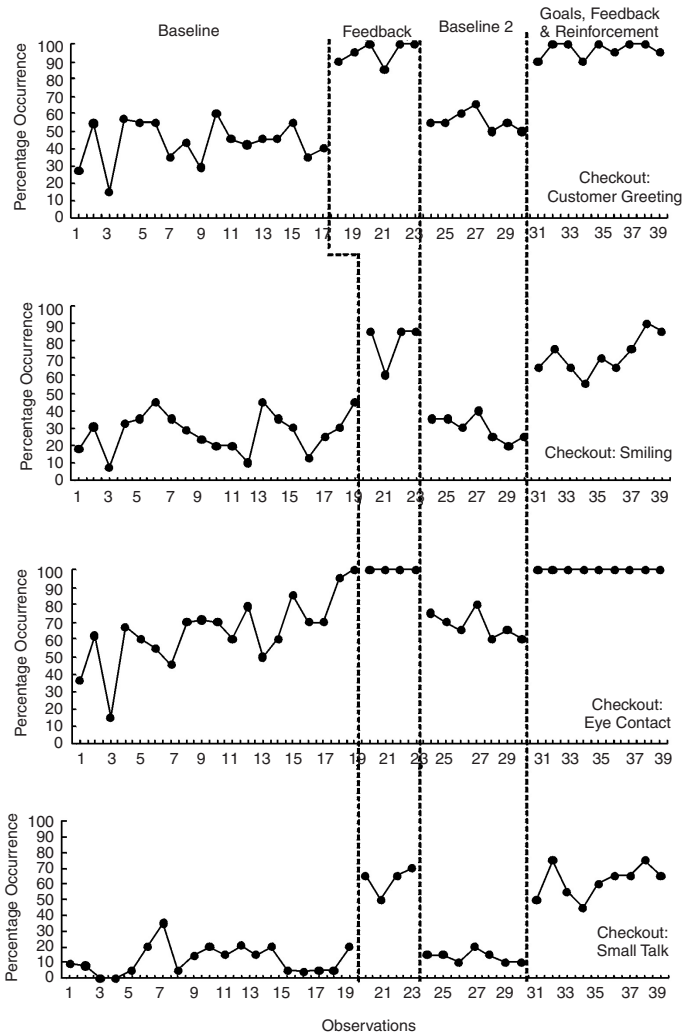 Baseline Feedback Baseline 2 Goals, Feedback
& Reinforcement
Percentage Occurrence
100
90
80
70
60
50
40
30
20
10
0
Checkout:
Customer Greeting
1 3 5 7 9 11 13 15 17 21 23 25 27 29 31 33 35 37 39
Percentage Occurrence
100
90
80
70
60
50
40
30
20
10
0
Checkout: Smiling
1 3 5 7 9 11 13 15 17 19 21 23 25 27 29 31 33 35 37 39
Percentage Occurrence
100
90
80
70
60
50
40
30
20
10
0
Checkout:
Eye Contact
1 3 5 7 9 11 13 15 17 19 21 23 25 27 29 31 33 35 37 39
Percentage Occurrence
100
90
80
70
60
50
40
30
20
10
0
Checkout:
Small Talk
1 3 5 7 9 11 13 15 17 19 21 23 25 27 29 31 33 35 37 39
Observations